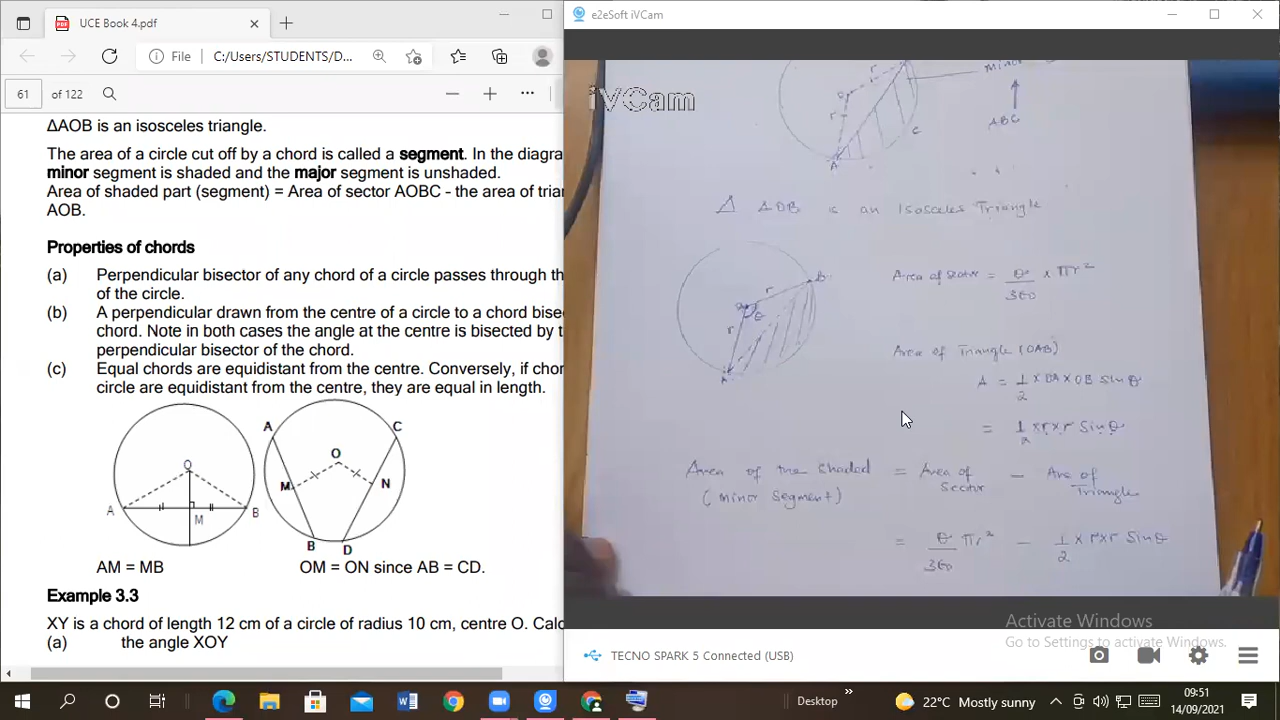 UCE Book 4.pdf
File
C:/Users/STUDENTS/D...
61
of 122
ΔAOB is an isosceles triangle.
The area of a circle cut off by a chord is called a segment. In the diagra
minor segment is shaded and the major segment is unshaded.
Area of shaded part (segment) = Area of sector AOBC - the area of tria
AOB.
Properties of chords
(a) Perpendicular bisector of any chord of a circle passes through th
of the circle.
(b) A perpendicular drawn from the centre of a circle to a chord bise
chord. Note in both cases the angle at the centre is bisected by t
perpendicular bisector of the chord.
(c) Equal chords are equidistant from the centre. Conversely, if chor
circle are equidistant from the centre, they are equal in length.
O
A
M
B
A
C
O
M
N
B
D
AM = MB
OM = ON since AB = CD.
Example 3.3
XY is a chord of length 12 cm of a circle of radius 10 cm, centre O. Calc
(a) the angle XOY
e2eSoft iVCam
iVCam
r
minor
O
r
C
A
ABC
Δ AOB is an Isosceles Triangle
B
r
θ
r
A
Area of Sector = θ/360 × πr²
Area of Triangle (OAB)
A = 1/2 × OA × OB Sinθ
= 1/2 × r × r Sinθ
Area of the shaded = Area of Sector − Are of Triangle
(minor Segment)
= θ/360 πr² − 1/2 × r × r Sinθ
Activate Windows
Go to Settings to activate Windows.
TECNO SPARK 5 Connected (USB)
Desktop
22°C Mostly sunny
09:51
14/09/2021